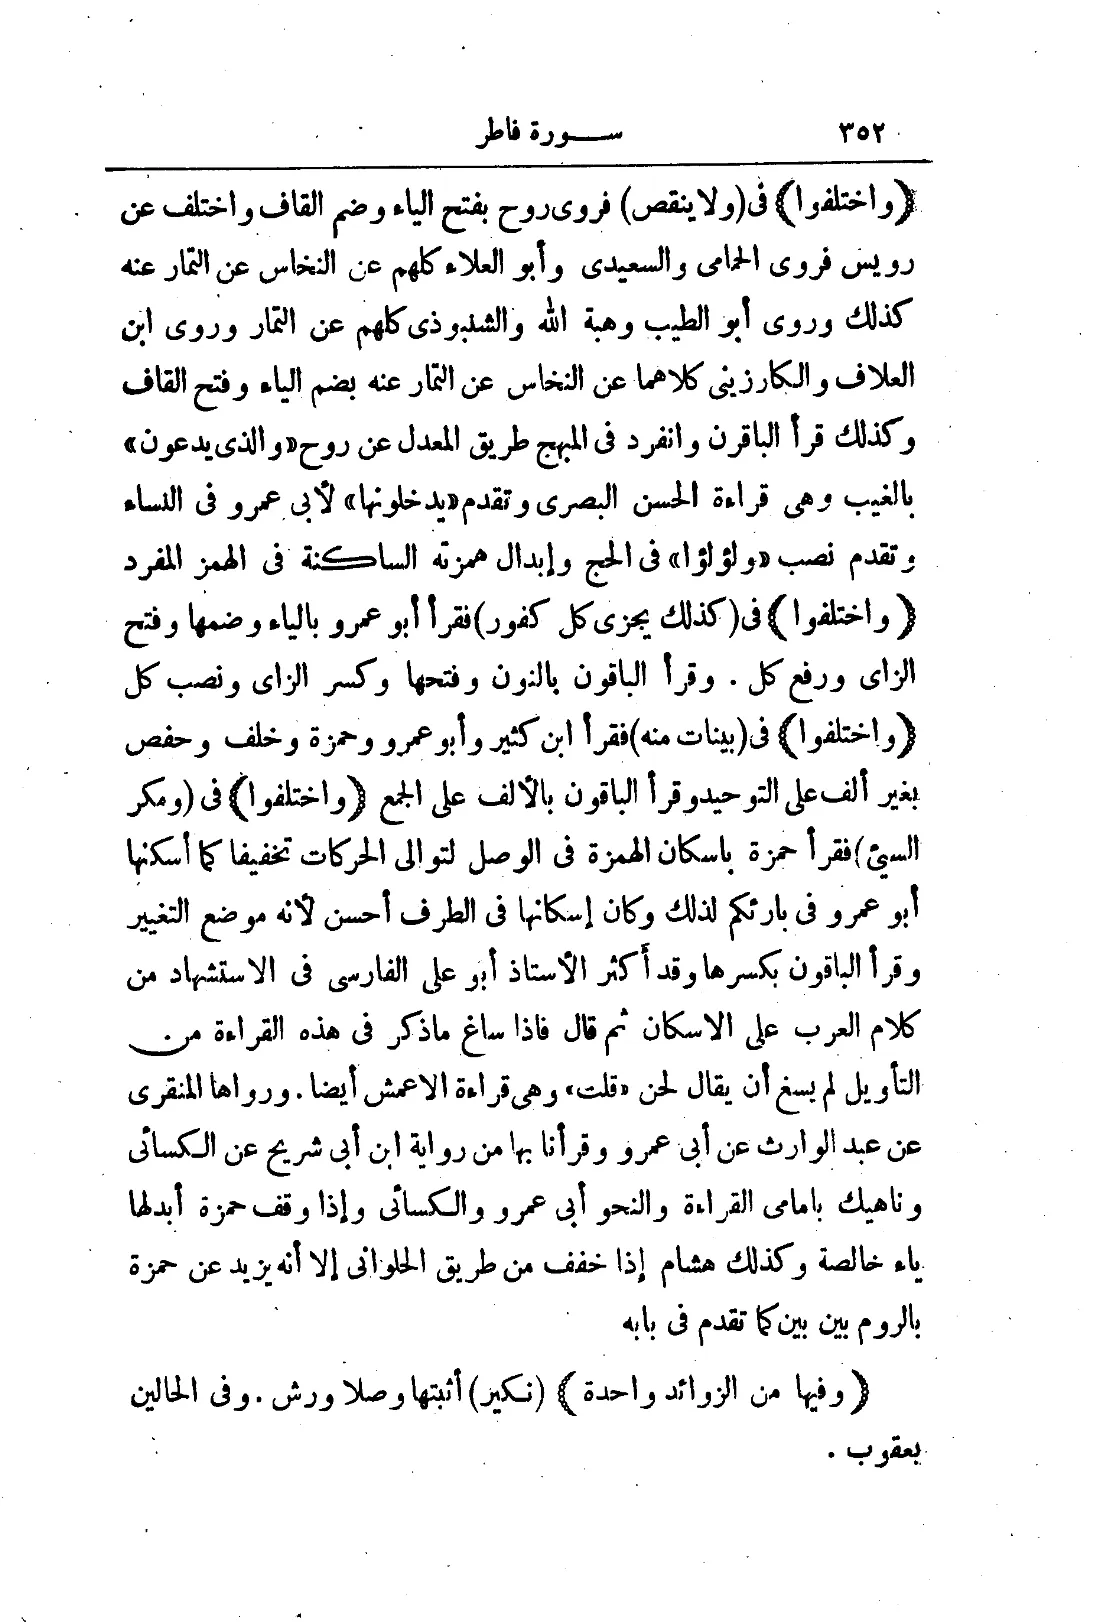 ٣٥٢ ســـورة فاطر
﴿واختلفوا﴾ فى (ولا ينقص) فروى روح بفتح الياء وضم القاف واختلف عن
رويس فروى الحمامى والسعيدى وأبو العلاء كلهم عن النخاس عن التمار عنه
كذلك وروى أبو الطيب وهبة الله والشنبوذى كلهم عن التمار وروى ابن
العلاف والكارزينى كلاهما عن النخاس عن التمار عنه بضم الياء وفتح القاف
وكذلك قرأ الباقرن وانفرد فى المبهج طريق المعدل عن روح «والذى يدعون»
بالغيب وهى قراءة الحسن البصرى وتقدم «يدخلونها» لأبى عمرو فى النساء
وتقدم نصب «ولؤلؤا» فى الحج وإبدال همزته الساكنة فى الهمز المفرد
﴿واختلفوا﴾ فى (كذلك يجزى كل كفور) فقرأ أبو عمرو بالياء وضمها وفتح
الزاى ورفع كل . وقرأ الباقون بالنون وفتحها وكسر الزاى ونصب كل
﴿واختلفوا﴾ فى (بينات منه) فقرأ ابن كثير وأبو عمرو وحمزة وخلف وحفص
بغير ألف على التوحيد وقرأ الباقون بالألف على الجمع ﴿واختلفوا﴾ فى (ومكر
السىّ) فقرأ حمزة باسكان الهمزة فى الوصل لتوالى الحركات تخفيفا كما أسكنها
أبو عمرو فى بارئكم لذلك وكان إسكانها فى الطرف أحسن لأنه موضع التغيير
وقرأ الباقون بكسرها وقد أكثر الأستاذ أبو على الفارسى فى الاستشهاد من
كلام العرب على الاسكان ثم قال فاذا ساغ ماذكر فى هذه القراءة من
التأويل لم يسغ أن يقال لحن «قلت» وهى قراءة الاعمش أيضا . ورواها المنقرى
عن عبد الوارث عن أبى عمرو وقرأنا بها من رواية ابن أبى شريح عن الكسائى
وناهيك بامامى القراءة والنحو أبى عمرو والكسائى وإذا وقف حمزة أبدلها
ياء خالصة وكذلك هشام إذا خفف من طريق الحلوانى إلا أنه يزيد عن حمزة
بالروم بين بين كما تقدم فى بابه
﴿وفيها من الزوائد واحدة﴾ (نكير) أثبتها وصلا ورش . وفى الحالين
يعقوب .